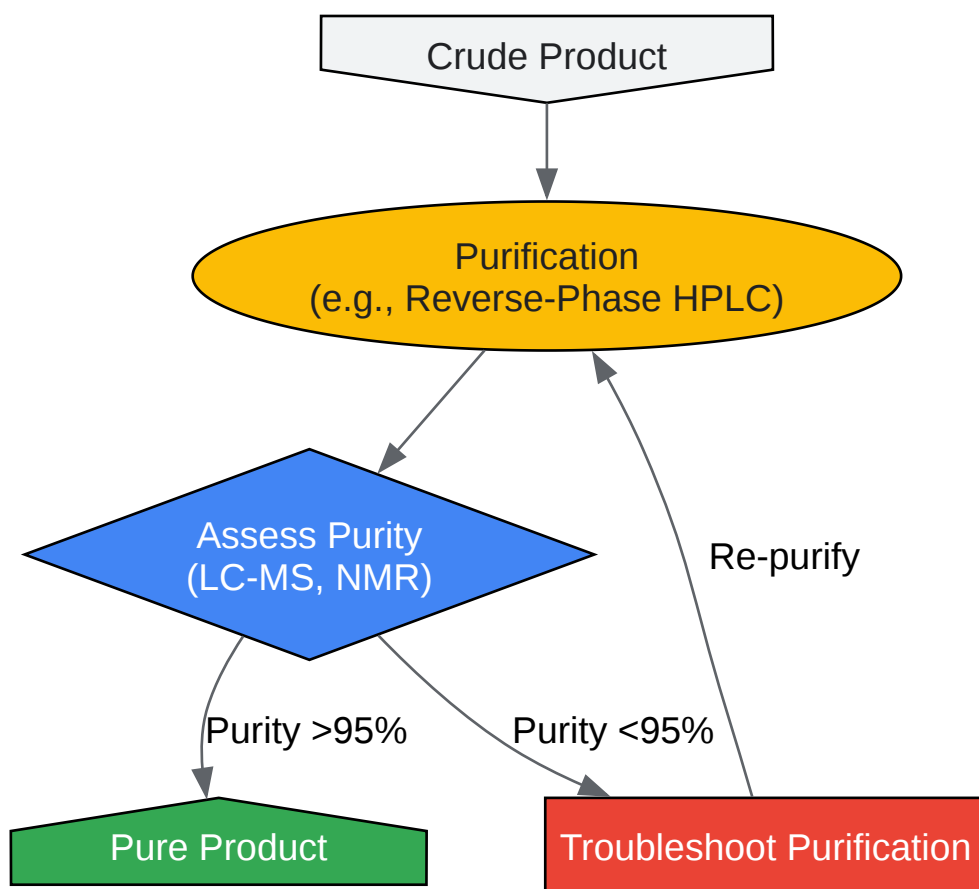 Crude Product
Purification
(e.g., Reverse-Phase HPLC)
Assess Purity
(LC-MS, NMR)
Re-purify
Purity >95%
Purity <95%
Pure Product
Troubleshoot Purification